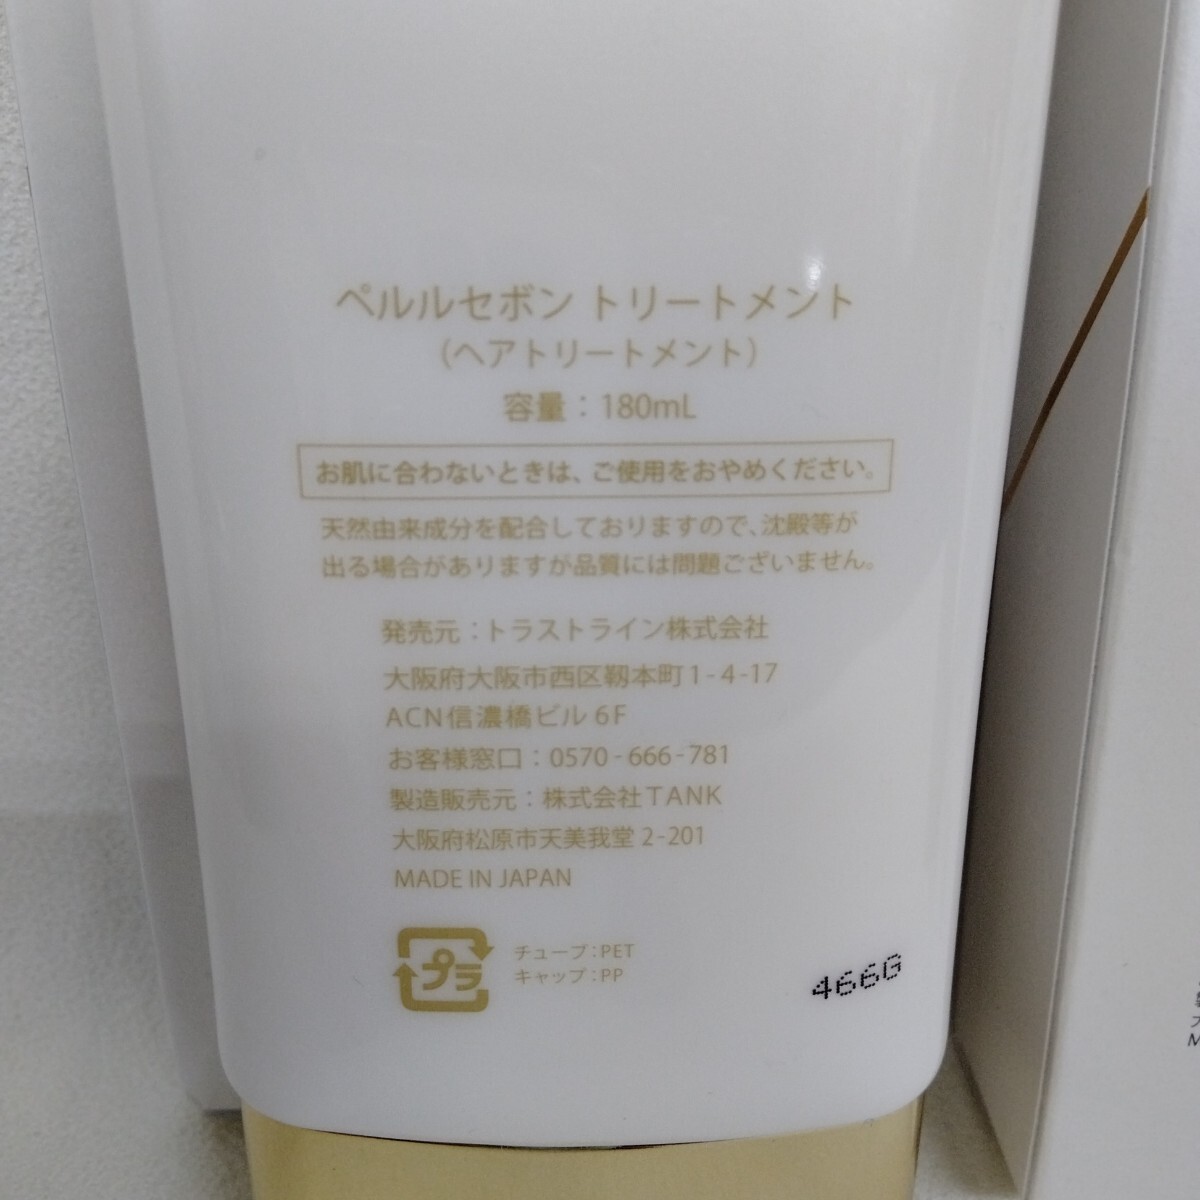 ペルルセボン トリートメント
(ヘアトリートメント)
容量：180mL
お肌に合わないときは、ご使用をおやめください。
天然由来成分を配合しておりますので、沈殿等が
出る場合がありますが品質には問題ございません。
発売元：トラストライン株式会社
大阪府大阪市西区靱本町1-4-17
ACN信濃橋ビル 6F
お客様窓口：0570-666-781
製造販売元：株式会社TANK
大阪府松原市天美我堂 2-201
MADE IN JAPAN
プラ
チューブ：PET
キャップ：PP
466G